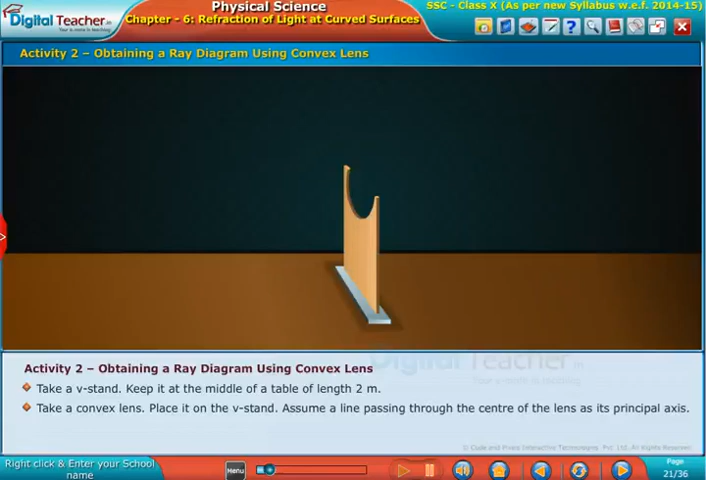 Digital Teacher.in
Physical Science
Chapter - 6: Refraction of Light at Curved Surfaces
SSC - Class X (As per new Syllabus w.e.f. 2014-15)
Activity 2 – Obtaining a Ray Diagram Using Convex Lens
Activity 2 – Obtaining a Ray Diagram Using Convex Lens
Take a v-stand. Keep it at the middle of a table of length 2 m.
Take a convex lens. Place it on the v-stand. Assume a line passing through the centre of the lens as its principal axis.
Digital Teacher.in
Right click & Enter your School
name
Menu
Page
21/36